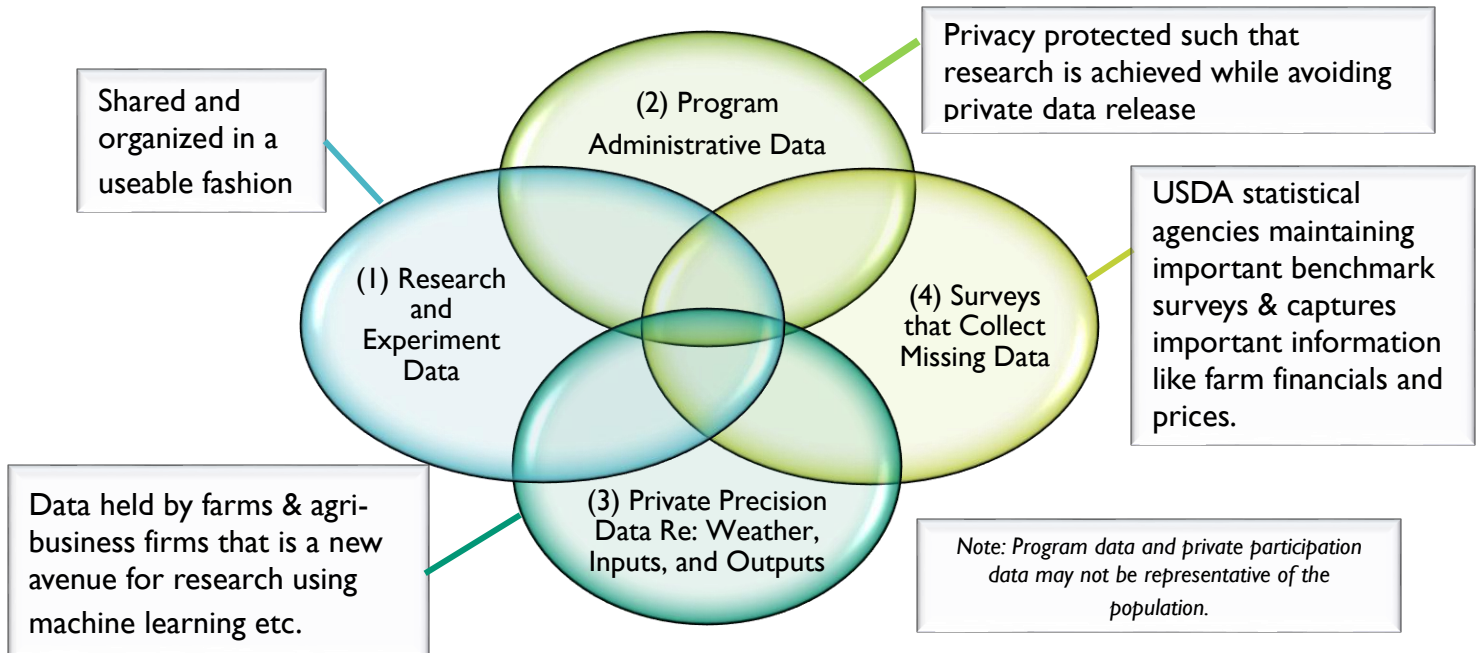 Privacy protected such that
research is achieved while avoiding
private data release
Shared and
organized in a
useable fashion
(2) Program
Administrative Data
USDA statistical
agencies maintaining
important benchmark
surveys & captures
important information
like farm financials and
prices.
(1) Research
and
Experiment
Data
(4) Surveys
that Collect
Missing Data
Data held by farms & agri-
business firms that is a new
avenue for research using
machine learning etc.
(3) Private Precision
Data Re: Weather,
Inputs, and Outputs
Note: Program data and private participation
data may not be representative of the
population.